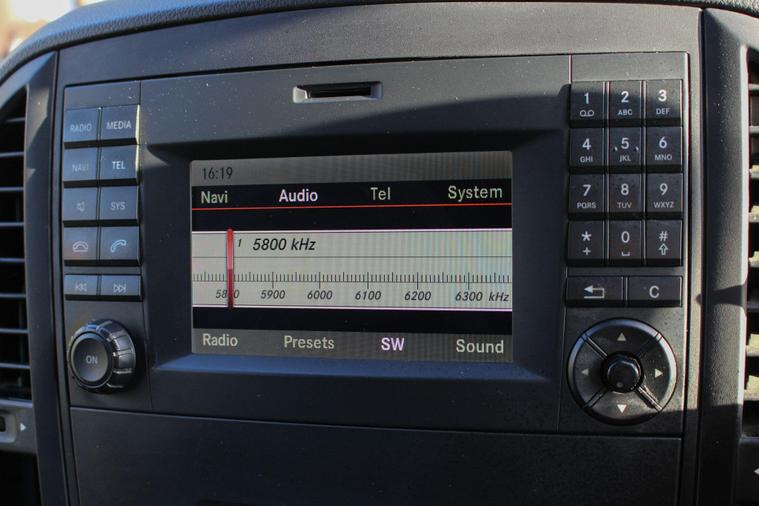 RADIO MEDIA
NAVI TEL
SYS
ON
16:19
Navi Audio Tel System
1 5800 kHz
5800 5900 6000 6100 6200 6300 kHz
Radio Presets SW Sound
1 2 3
ABC DEF
4 5 6
GHI JKL MNO
7 8 9
PQRS TUV WXYZ
* 0 #
+
C